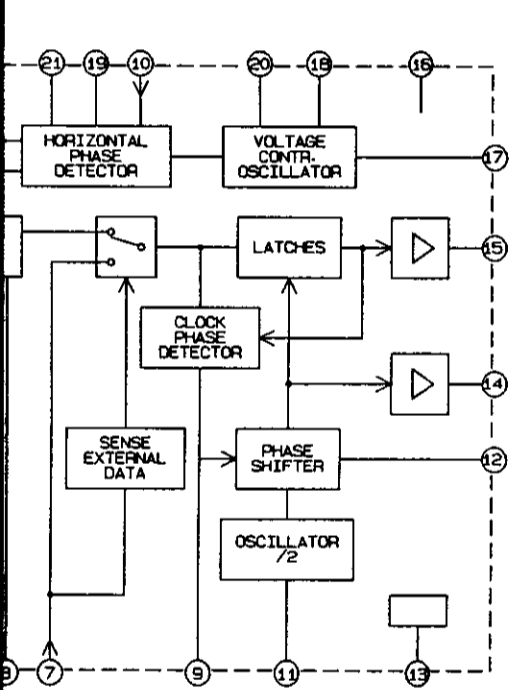 21 19 10 20 18 16
HORIZONTAL
PHASE
DETECTOR
VOLTAGE
CONTR.
OSCILLATOR
17
LATCHES
15
CLOCK
PHASE
DETECTOR
14
SENSE
EXTERNAL
DATA
PHASE
SHIFTER
12
OSCILLATOR
/2
7 9 11 13